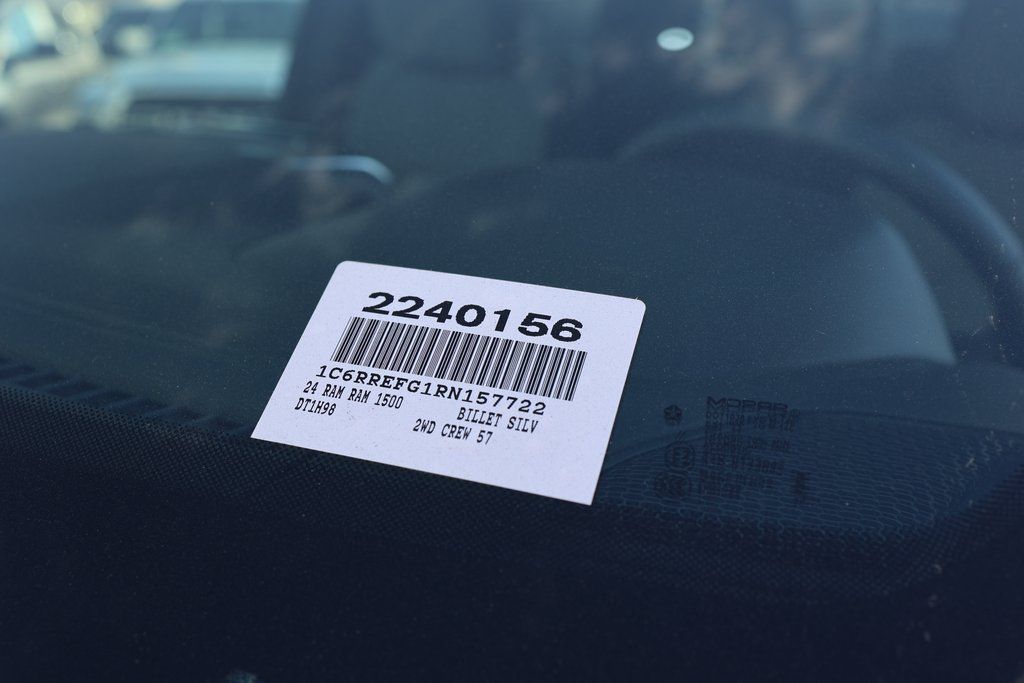 2240156
1C6RREFG1RN157722
24 RAM RAM 1500 BILLET SILV
DT1H98 2WD CREW 57
MOPAR